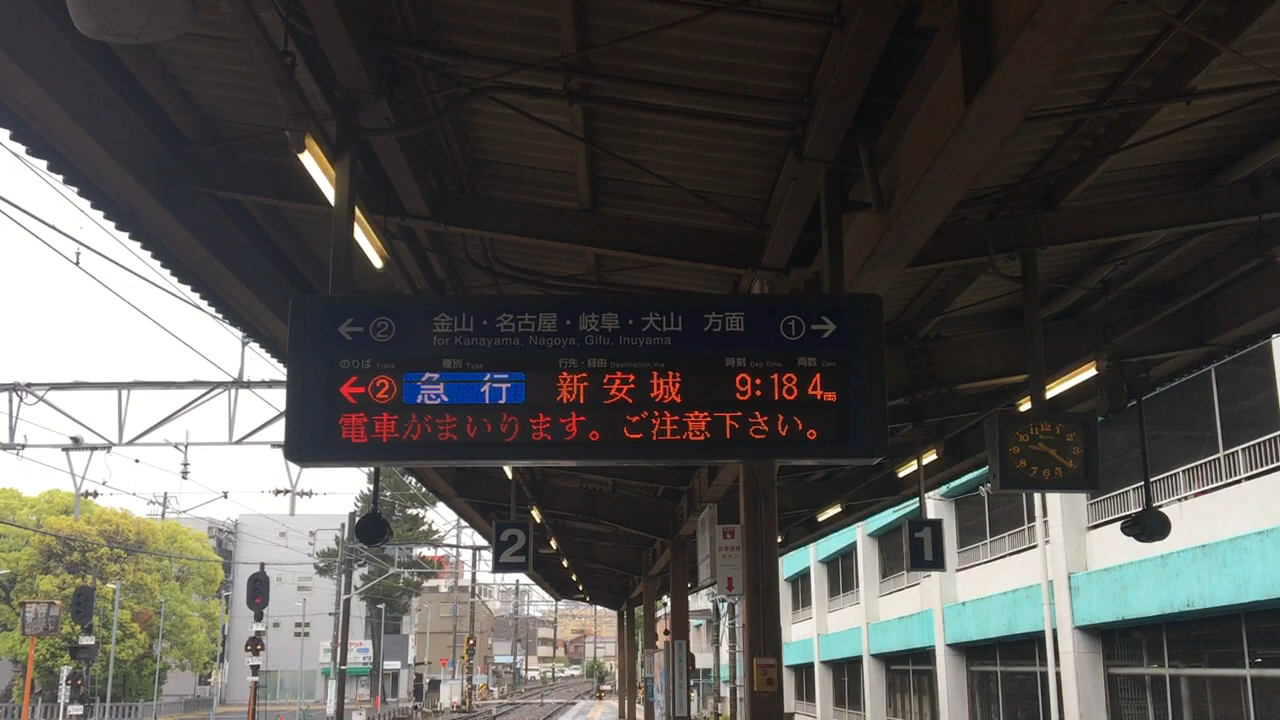 ← ② 金山・名古屋・岐阜・犬山 方面 ① →
for Kanayama, Nagoya, Gifu, Inuyama
のりば Track 種別 Type 行先・経由 Destination,Via 時刻 Dep.Time 両数 Cars
← ② 急行 新安城 9:18 4両
電車がまいります。ご注意下さい。
2
1